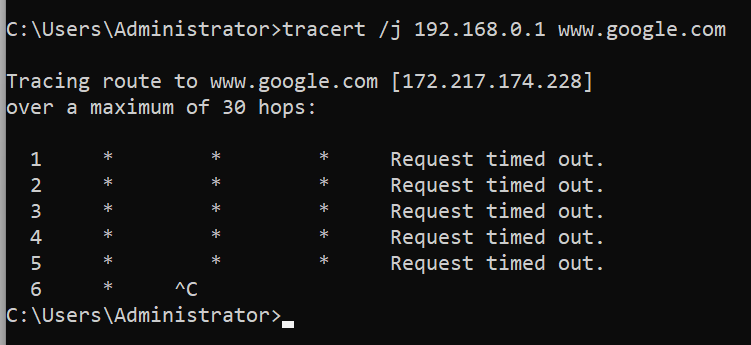 C:\Users\Administrator>tracert /j 192.168.0.1 www.google.com
Tracing route to www.google.com [172.217.174.228]
over a maximum of 30 hops:
1 * * * Request timed out.
2 * * * Request timed out.
3 * * * Request timed out.
4 * * * Request timed out.
5 * * * Request timed out.
6 * ^C
C:\Users\Administrator>